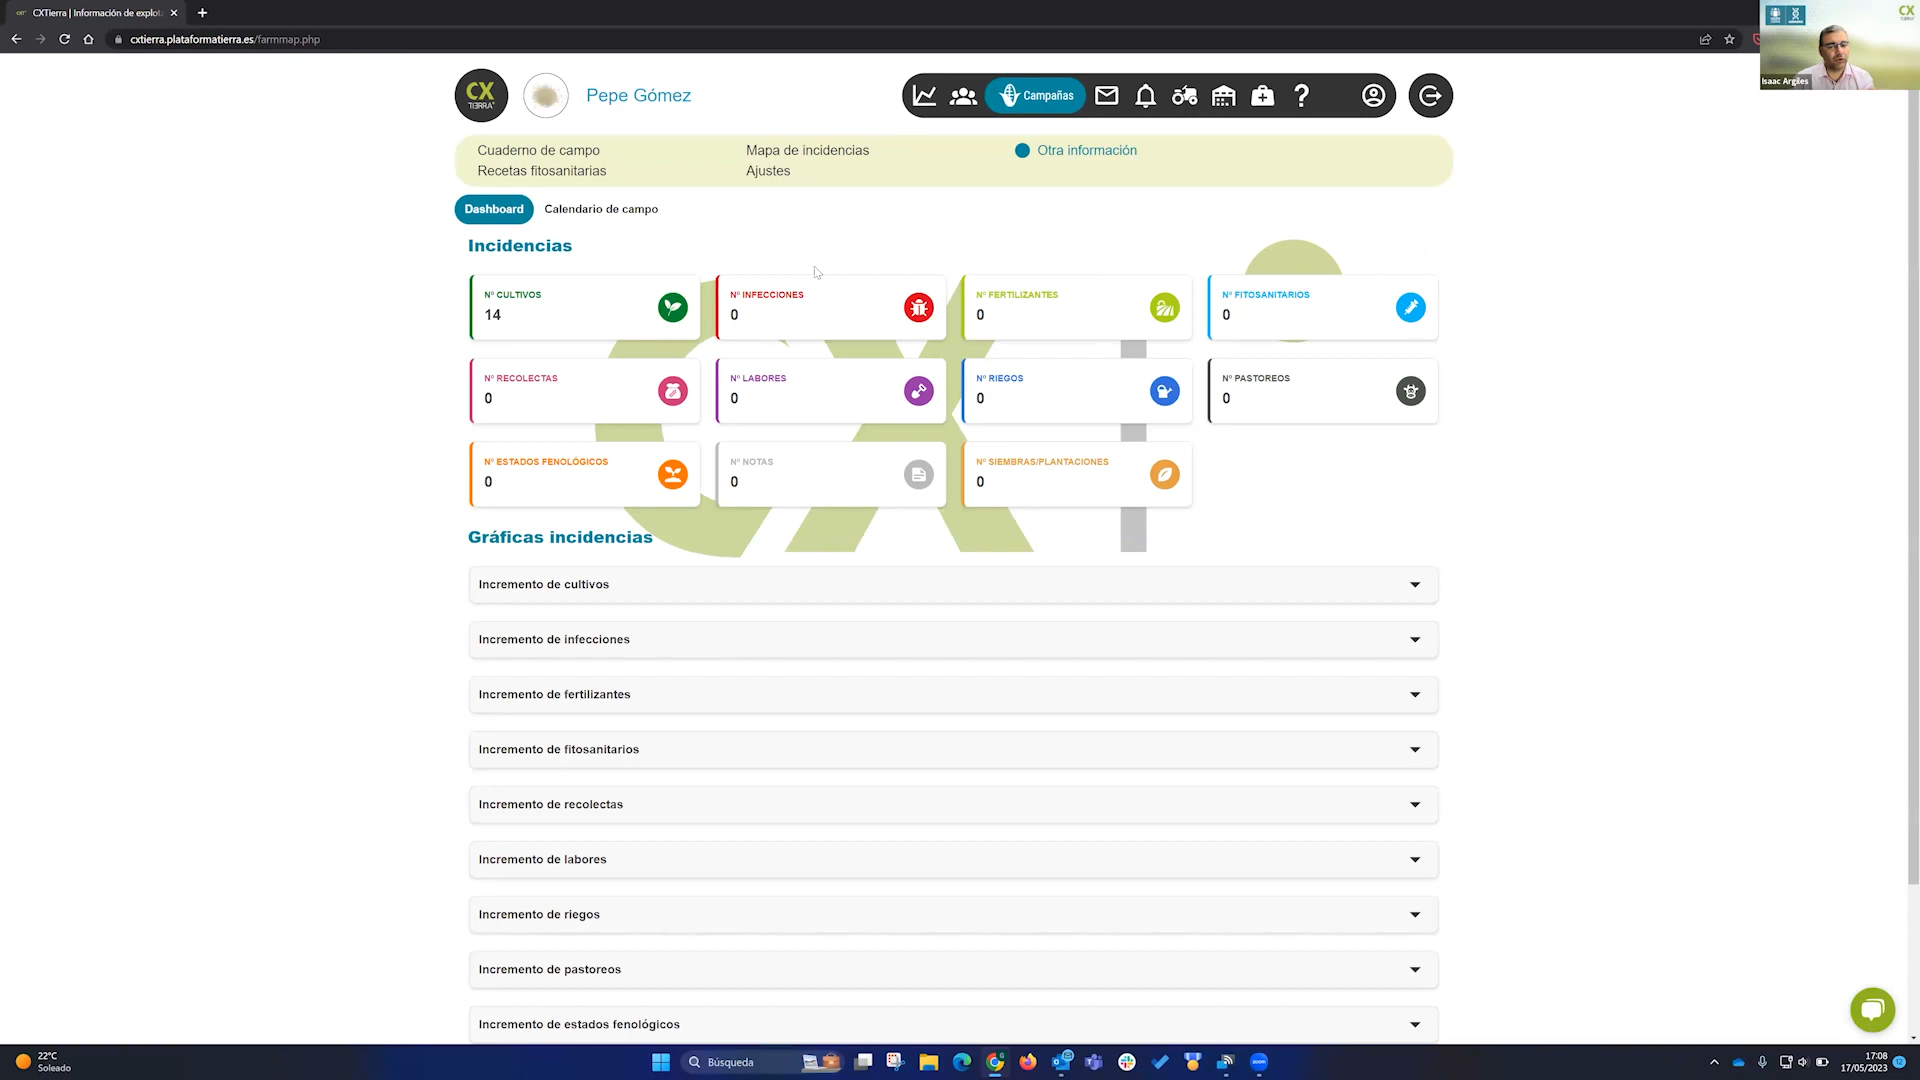 CXTierra | Información de explot
cxtierra.plataformatierra.es/farmmap.php
CX
TIERRA
Pepe Gómez
Campañas
Isaac Argiles
Cuaderno de campo
Mapa de incidencias
Otra información
Recetas fitosanitarias
Ajustes
Dashboard
Calendario de campo
Incidencias
Nº CULTIVOS
14
Nº INFECCIONES
0
Nº FERTILIZANTES
0
Nº FITOSANITARIOS
0
Nº RECOLECTAS
0
Nº LABORES
0
Nº RIEGOS
0
Nº PASTOREOS
0
Nº ESTADOS FENOLÓGICOS
0
Nº NOTAS
0
Nº SIEMBRAS/PLANTACIONES
0
Gráficas incidencias
Incremento de cultivos
Incremento de infecciones
Incremento de fertilizantes
Incremento de fitosanitarios
Incremento de recolectas
Incremento de labores
Incremento de riegos
Incremento de pastoreos
Incremento de estados fenológicos
22°C
Soleado
Búsqueda
17:08
17/05/2023